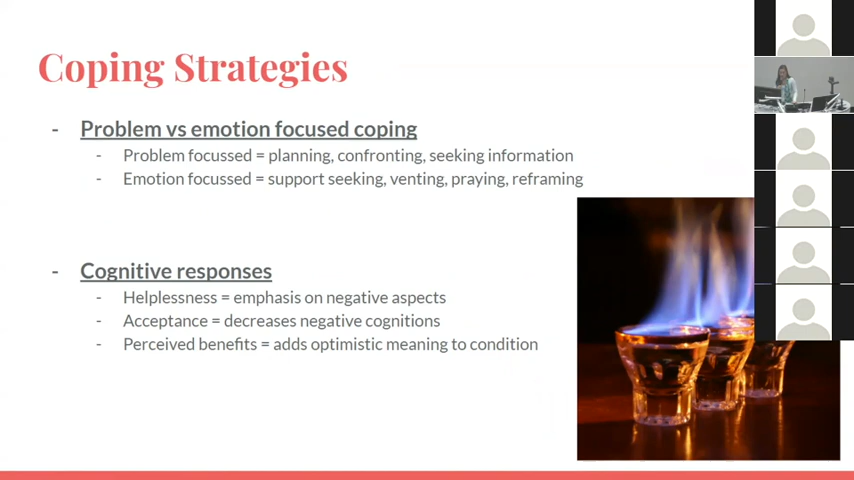 Coping Strategies
- Problem vs emotion focused coping
- Problem focussed = planning, confronting, seeking information
- Emotion focussed = support seeking, venting, praying, reframing
- Cognitive responses
- Helplessness = emphasis on negative aspects
- Acceptance = decreases negative cognitions
- Perceived benefits = adds optimistic meaning to condition